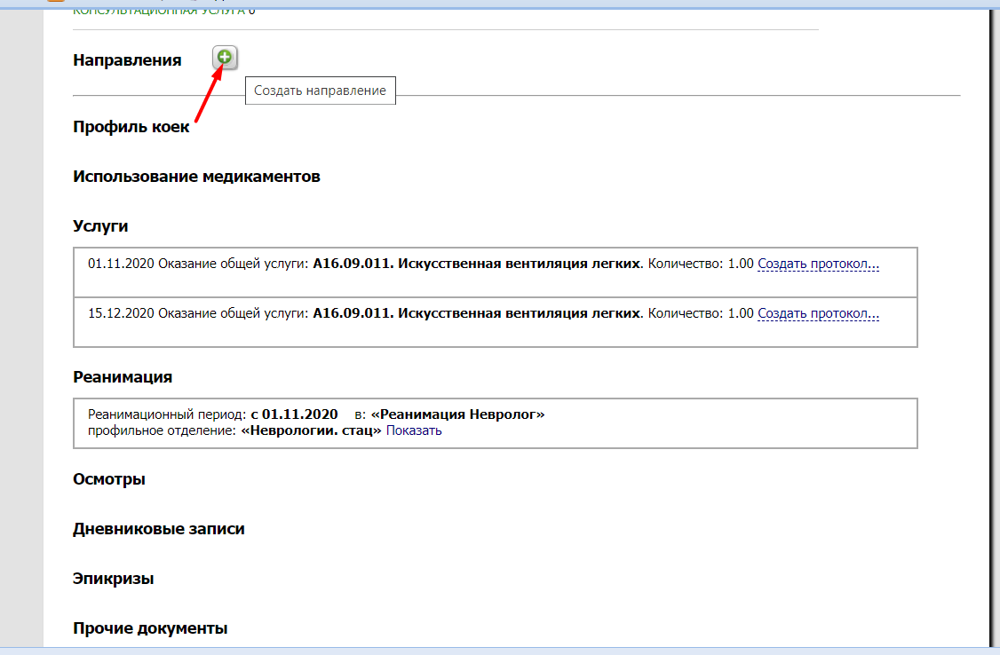 КОНСУЛЬТАЦИОННАЯ УСЛУГА 0
Направления
Создать направление
Профиль коек
Использование медикаментов
Услуги
01.11.2020 Оказание общей услуги: A16.09.011. Искусственная вентиляция легких. Количество: 1.00 Создать протокол...
15.12.2020 Оказание общей услуги: A16.09.011. Искусственная вентиляция легких. Количество: 1.00 Создать протокол...
Реанимация
Реанимационный период: с 01.11.2020 в: «Реанимация Невролог»
профильное отделение: «Неврологии. стац» Показать
Осмотры
Дневниковые записи
Эпикризы
Прочие документы